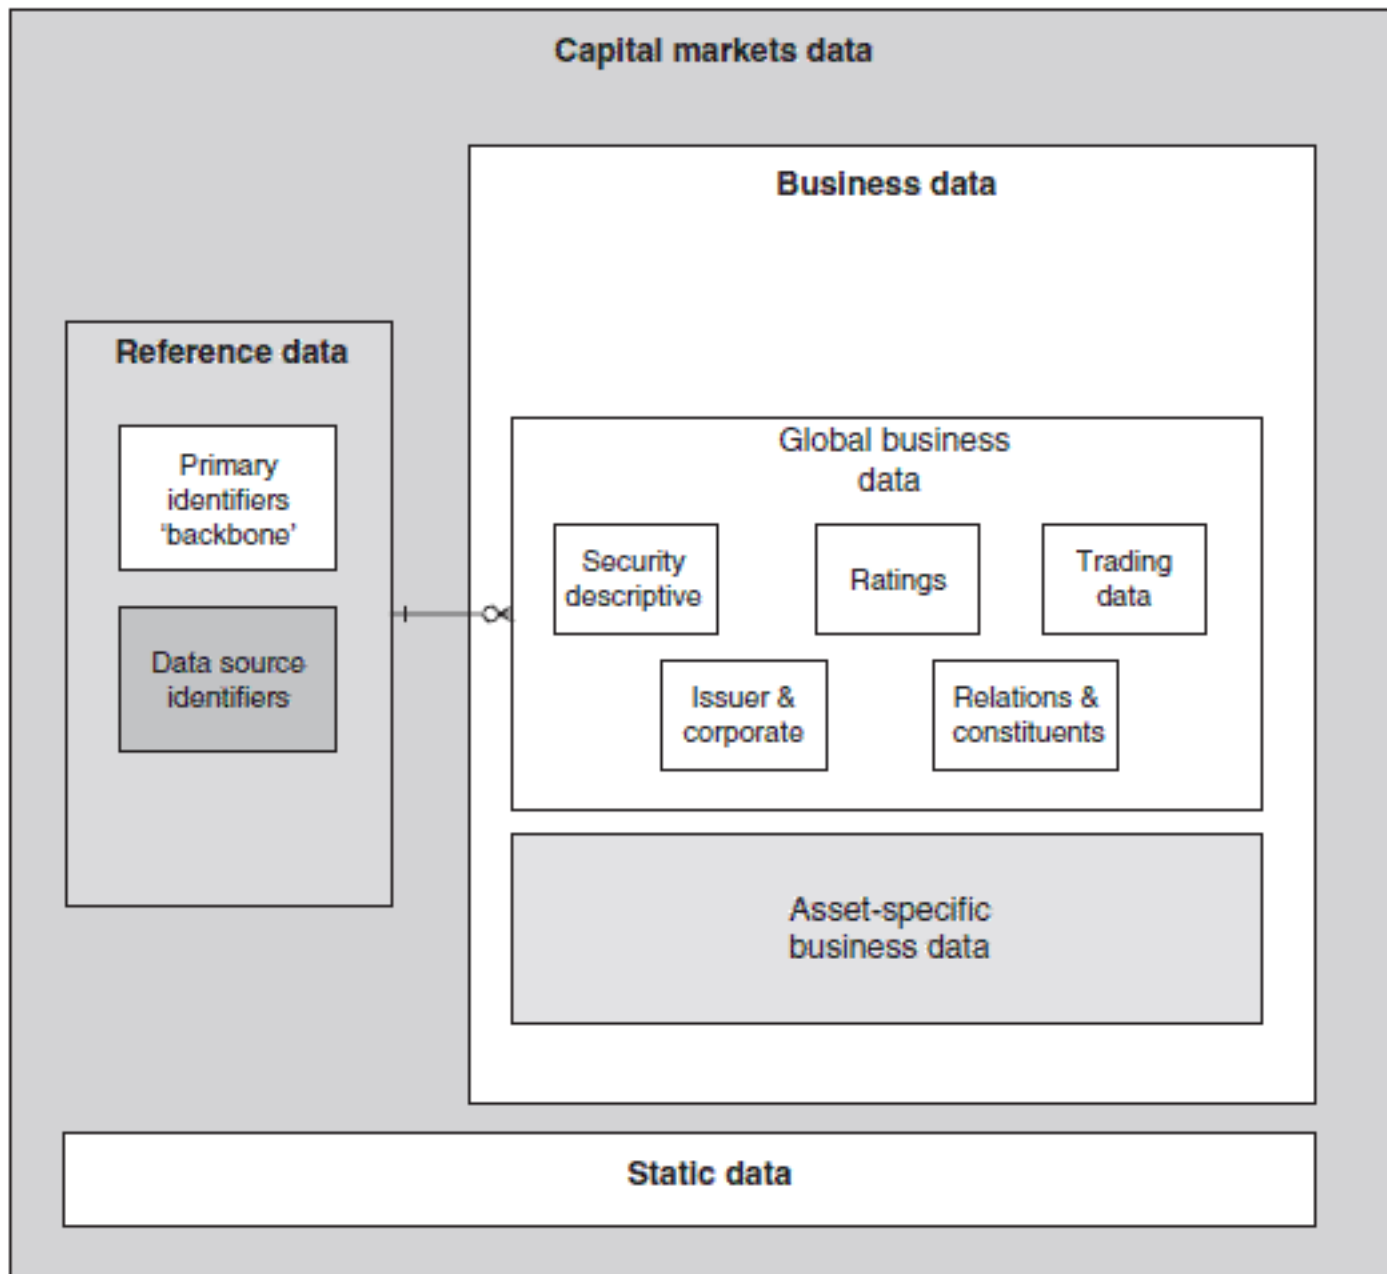 Capital markets data
Business data
Reference data
Primary
identifiers
‘backbone’
Data source
identifiers
Global business
data
Security
descriptive
Ratings
Trading
data
Issuer &
corporate
Relations &
constituents
Asset-specific
business data
Static data